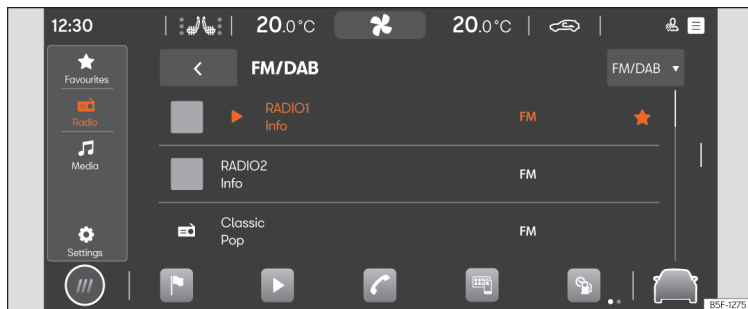 12:30
20.0°C
20.0°C
Favourites
FM/DAB
FM/DAB
Radio
RADIO1
Info
FM
Media
RADIO2
Info
FM
Classic
Pop
FM
Settings
B5F-1275